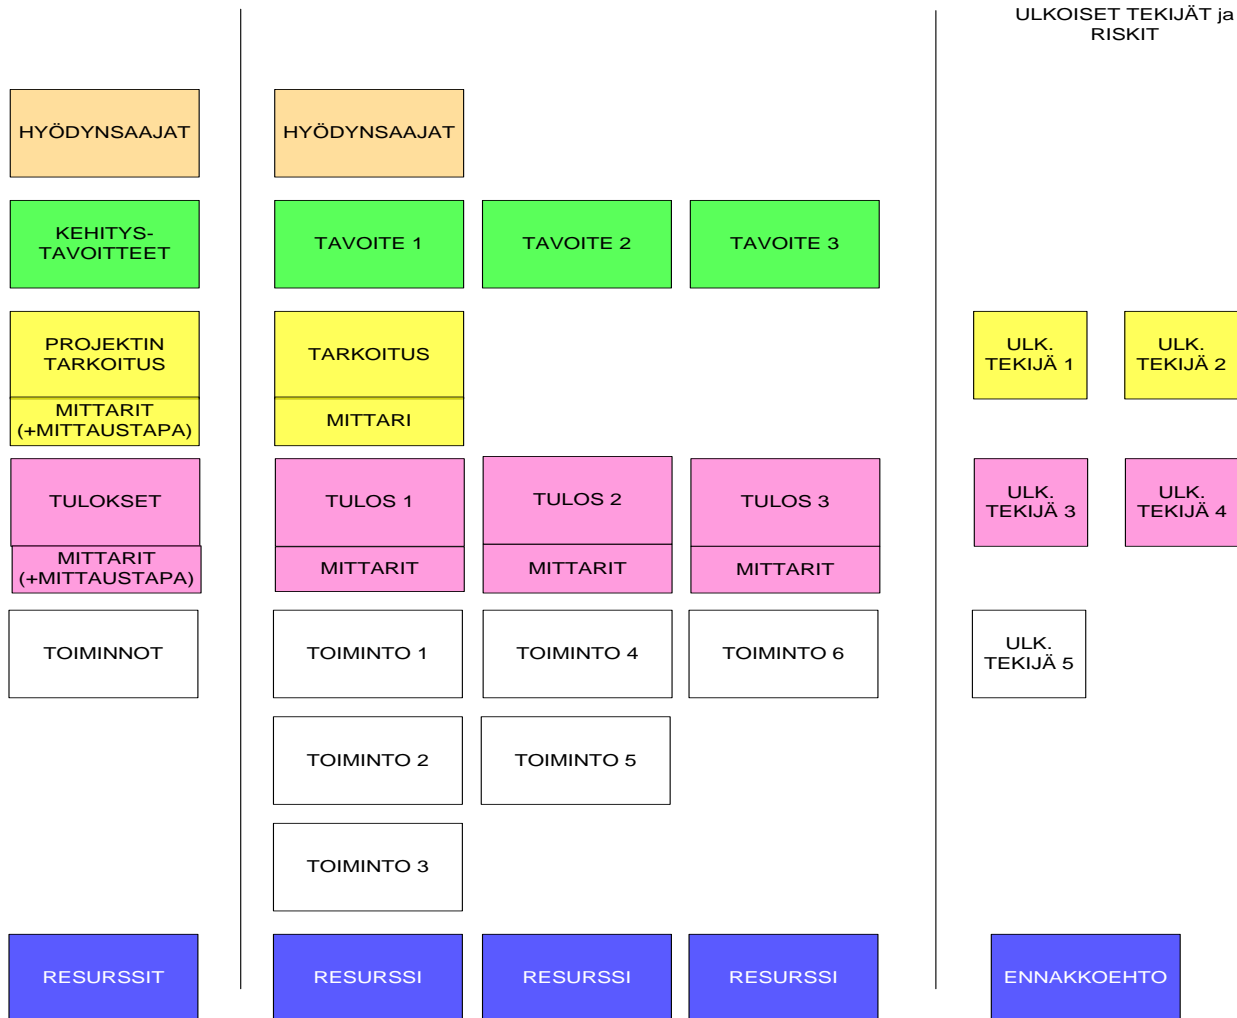 ULKOISET TEKIJÄT ja
RISKIT
HYÖDYNSAAJAT
HYÖDYNSAAJAT
KEHITYS-
TAVOITTEET
TAVOITE 1
TAVOITE 2
TAVOITE 3
PROJEKTIN
TARKOITUS
TARKOITUS
ULK.
TEKIJÄ 1
ULK.
TEKIJÄ 2
MITTARIT
(+MITTAUSTAPA)
MITTARI
TULOKSET
TULOS 1
TULOS 2
TULOS 3
ULK.
TEKIJÄ 3
ULK.
TEKIJÄ 4
MITTARIT
(+MITTAUSTAPA)
MITTARIT
MITTARIT
MITTARIT
TOIMINNOT
TOIMINTO 1
TOIMINTO 4
TOIMINTO 6
ULK.
TEKIJÄ 5
TOIMINTO 2
TOIMINTO 5
TOIMINTO 3
RESURSSIT
RESURSSI
RESURSSI
RESURSSI
ENNAKKOEHTO